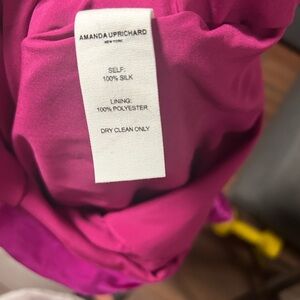 AMANDA UPRICHARD
NEW YORK
SELF:
100% SILK
LINING:
100% POLYESTER
DRY CLEAN ONLY